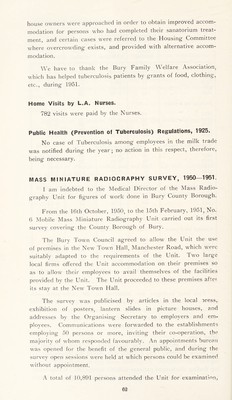 house owners were approached in order to obtain improved accom-
modation for persons who had completed their sanatorium treat-
ment, and certain cases were referred to the Housing Committee
where overcrowding exists, and provided with alternative accom-
modation.
We have to thank the Bury Family Welfare Association,
which has helped tuberculosis patients by grants of food, clothing,
etc., during 1951.
Home Visits by L.A. Nurses.
782 visits were paid by the Nurses.
Public Health (Prevention of Tuberculosis) Regulations, 1925.
No case of Tuberculosis among employees in the milk trade
was notified during the year; no action in this respect, therefore,
being necessary.
MASS MINIATURE RADIOGRAPHY SURVEY, 1950—1951.
I am indebted to the Medical Director of the Mass Radio-
graphy Unit for figures of work done in Bury County Borough.
From the 16th October, 1950, to the 15th February, 1951, No.
6 Mobile Mass Miniature Radiography Unit carried out its first
survey covering the County Borough of Bury.
The Bury Town Council agreed to allow the Unit the use
of premises in the New Town Hall, Manchester Road, which were
suitably adapted to the requirements of the Unit. Two large
local firms offered the Unit accommodation on their premises so
as to allow their employees to avail themselves of the facilities
provided by the Unit. The Unit proceeded to these premises after
its stay at the New Town Hall.
The survey was publicised by articles in the local press,
exhibition of posters, lantern slides in picture houses, and
addresses by the Organising Secretary to employers and em-
ployees. Communications were forwarded to the establishments
employing 50 persons or more, inviting their cooperation, the
majority of whom responded favourably. An appointments bureau
was opened for the benefit of the general public, and during the
survey open sessions were held at which persons could be examined
without appointment.
A total of 10,891 persons attended the Unit for examination,
62